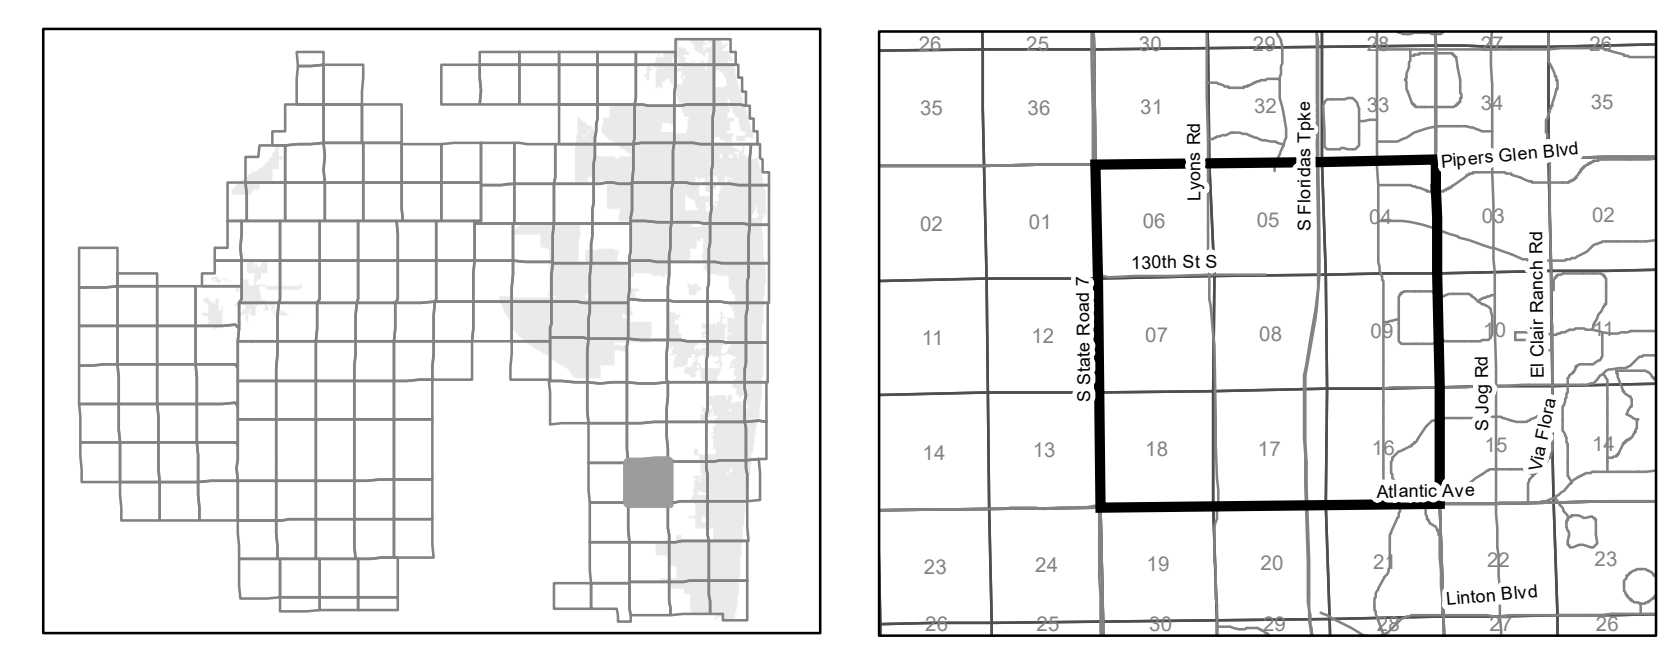 26 25 30 29 28 27 26
35 36 31 32 33 34 35
Lyons Rd
S Floridas Tpke
Pipers Glen Blvd
02 01 06 05 04 03 02
130th St S
El Clair Ranch Rd
S State Road 7
11 12 07 08 09 10 11
S Jog Rd
Via Flora
14 13 18 17 16 15 14
Atlantic Ave
23 24 19 20 21 22 23
Linton Blvd
26 25 30 29 28 27 26